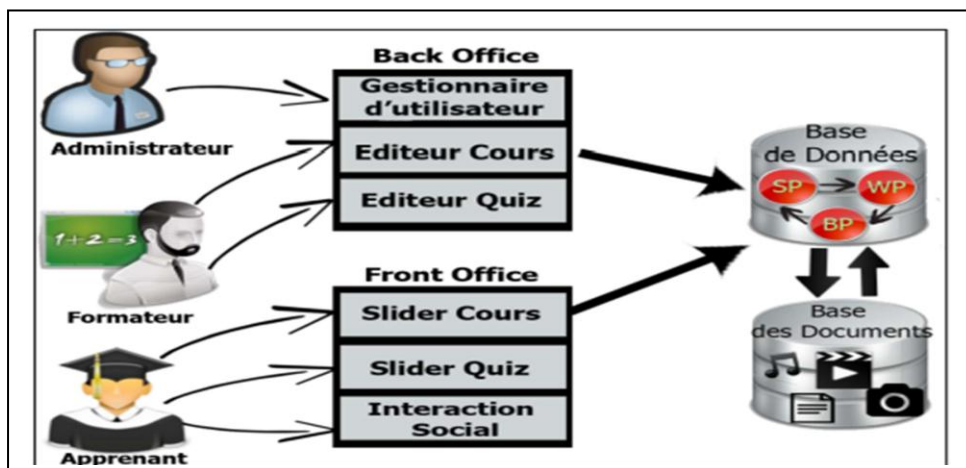 Back Office
Gestionnaire
d'utilisateur
Editeur Cours
Editeur Quiz
Administrateur
1+2=3
Formateur
Front Office
Slider Cours
Slider Quiz
Interaction
Social
Apprenant
Base
de Données
SP
WP
BP
Base
des Documents